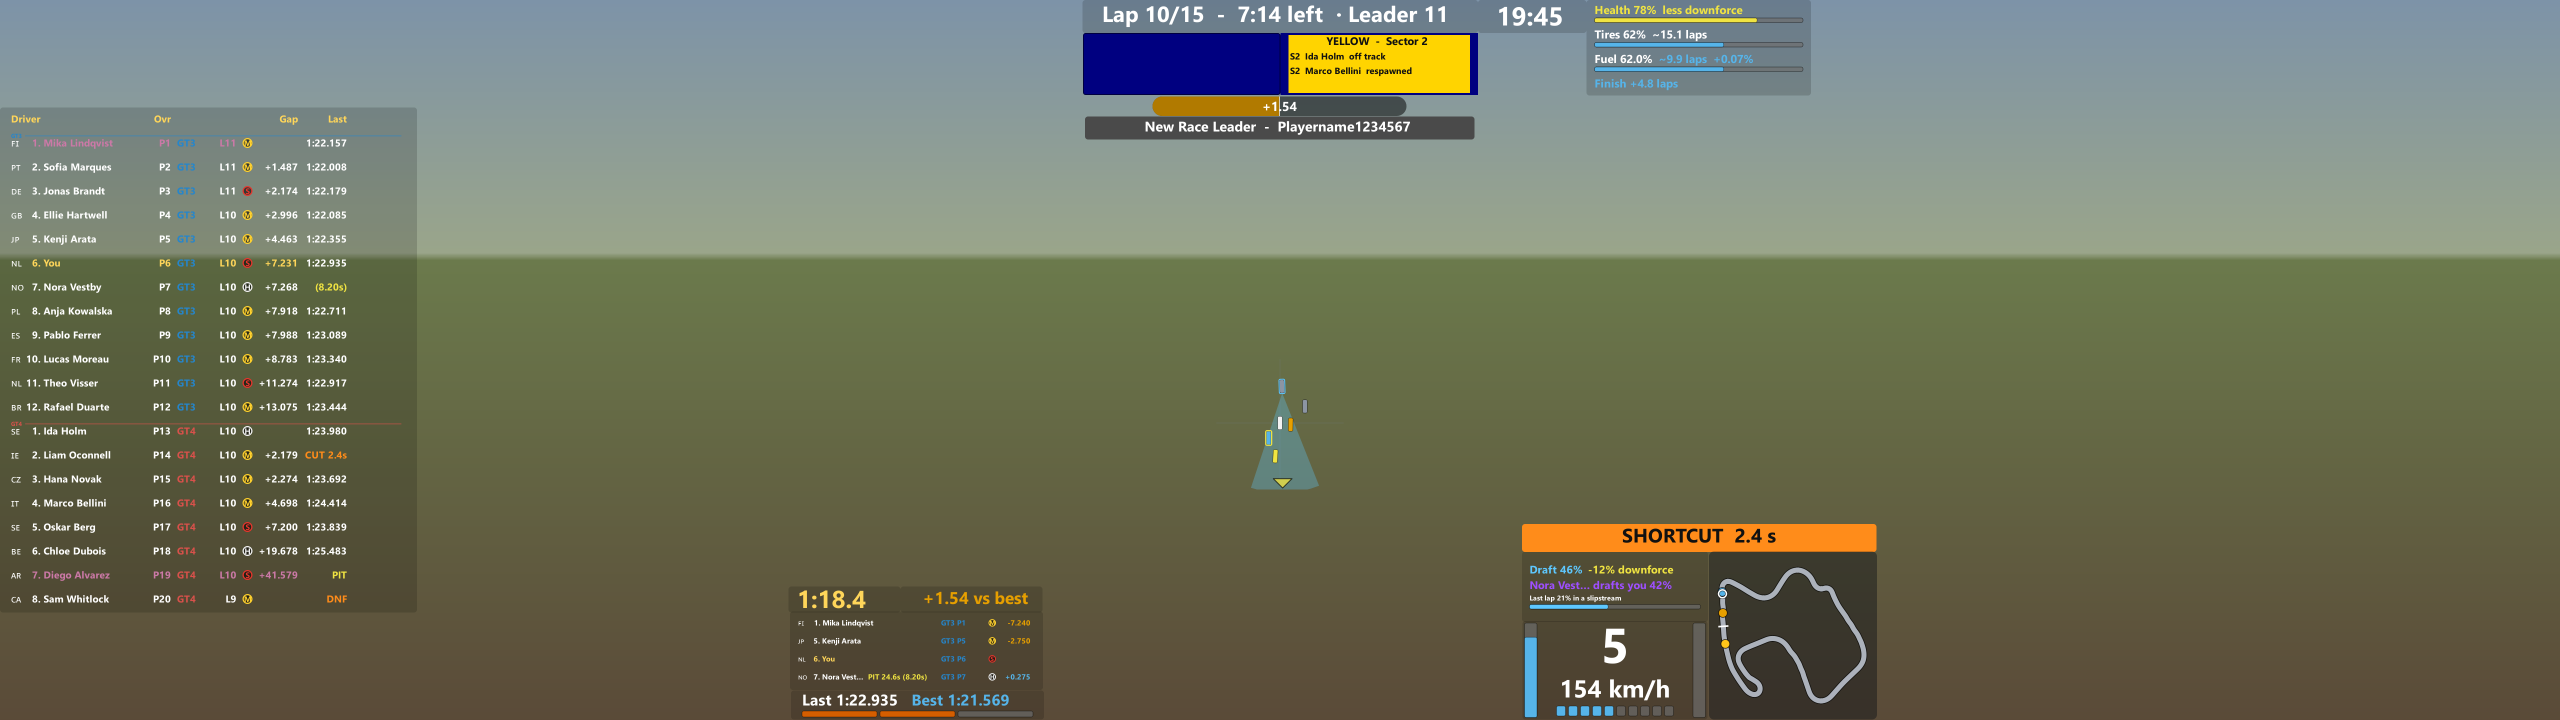 Lap 10/15 - 7:14 left · Leader 11
19:45
Health 78% less downforce
Tires 62% ~15.1 laps
Fuel 62.0% ~9.9 laps +0.07%
Finish +4.8 laps
YELLOW - Sector 2
S2 Ida Holm off track
S2 Marco Bellini respawned
+1.54
New Race Leader - Playername1234567
Driver Ovr Gap Last
FI 1. Mika Lindqvist P1 GT3 L11 M 1:22.157
PT 2. Sofia Marques P2 GT3 L11 M +1.487 1:22.008
DE 3. Jonas Brandt P3 GT3 L11 S +2.174 1:22.179
GB 4. Ellie Hartwell P4 GT3 L10 M +2.996 1:22.085
JP 5. Kenji Arata P5 GT3 L10 M +4.463 1:22.355
NL 6. You P6 GT3 L10 S +7.231 1:22.935
NO 7. Nora Vestby P7 GT3 L10 H +7.268 (8.20s)
PL 8. Anja Kowalska P8 GT3 L10 M +7.918 1:22.711
ES 9. Pablo Ferrer P9 GT3 L10 M +7.988 1:23.089
FR 10. Lucas Moreau P10 GT3 L10 M +8.783 1:23.340
NL 11. Theo Visser P11 GT3 L10 S +11.274 1:22.917
BR 12. Rafael Duarte P12 GT3 L10 M +13.075 1:23.444
GT4
SE 1. Ida Holm P13 GT4 L10 H 1:23.980
IE 2. Liam Oconnell P14 GT4 L10 M +2.179 CUT 2.4s
CZ 3. Hana Novak P15 GT4 L10 M +2.274 1:23.692
IT 4. Marco Bellini P16 GT4 L10 M +4.698 1:24.414
SE 5. Oskar Berg P17 GT4 L10 S +7.200 1:23.839
BE 6. Chloe Dubois P18 GT4 L10 H +19.678 1:25.483
AR 7. Diego Alvarez P19 GT4 L10 S +41.579 PIT
CA 8. Sam Whitlock P20 GT4 L9 M DNF
1:18.4 +1.54 vs best
FI 1. Mika Lindqvist GT3 P1 M -7.240
JP 5. Kenji Arata GT3 P5 M -2.750
NL 6. You GT3 P6 S
NO 7. Nora Vest... PIT 24.6s (8.20s) GT3 P7 H +0.275
Last 1:22.935 Best 1:21.569
SHORTCUT 2.4 s
Draft 46% -12% downforce
Nora Vest... drafts you 42%
Last lap 21% in a slipstream
5
154 km/h